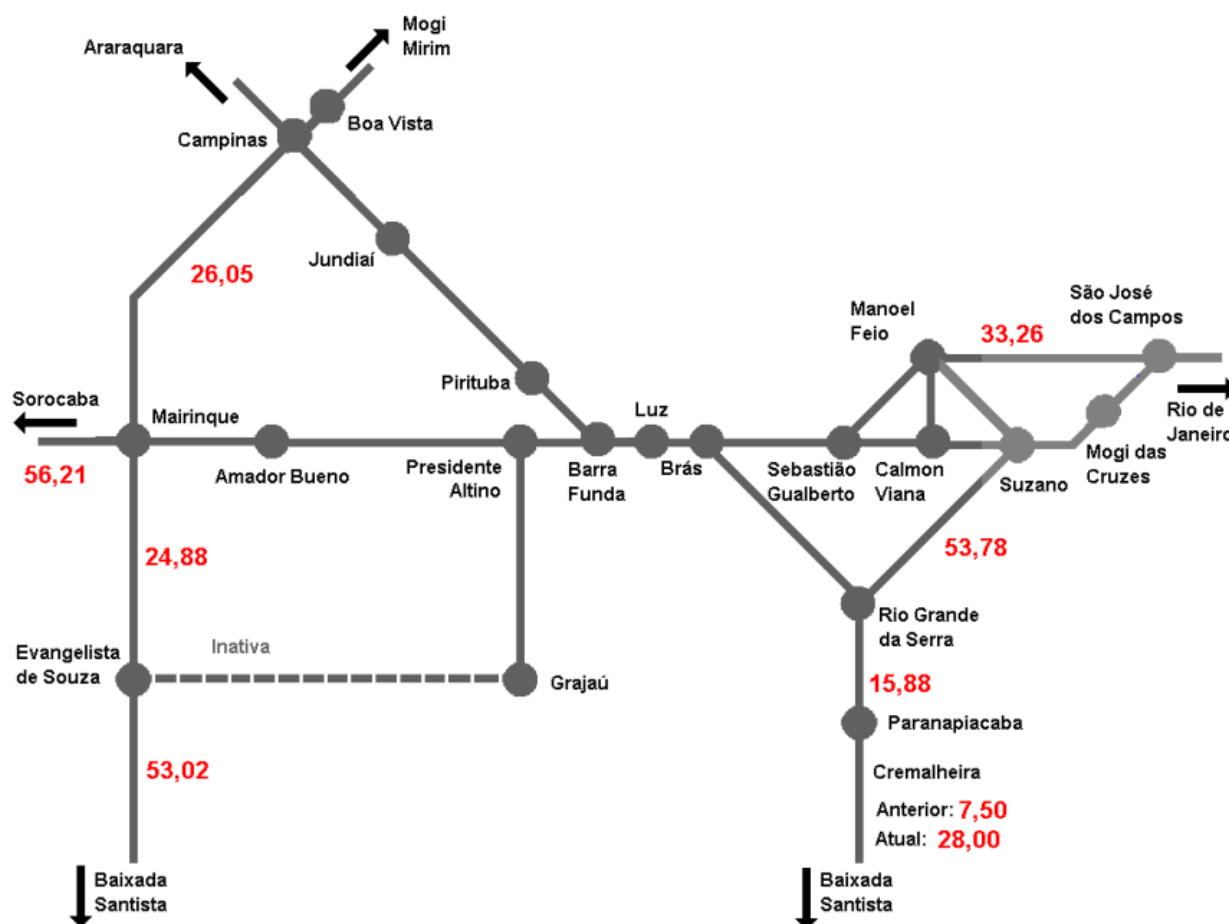 Mogi
Mirim
Araraquara
Boa Vista
Campinas
Jundiaí
26,05
São José
dos Campos
Manoel
Feio
33,26
Pirituba
Sorocaba
Mairinque
Luz
Rio de
Janeiro
56,21
Amador Bueno
Presidente
Altino
Barra
Funda
Brás
Sebastião
Gualberto
Calmon
Viana
Suzano
Mogi das
Cruzes
24,88
53,78
Rio Grande
da Serra
Evangelista
de Souza
Inativa
Grajaú
15,88
Paranapiacaba
53,02
Cremalheira
Anterior: 7,50
Atual: 28,00
Baixada
Santista
Baixada
Santista